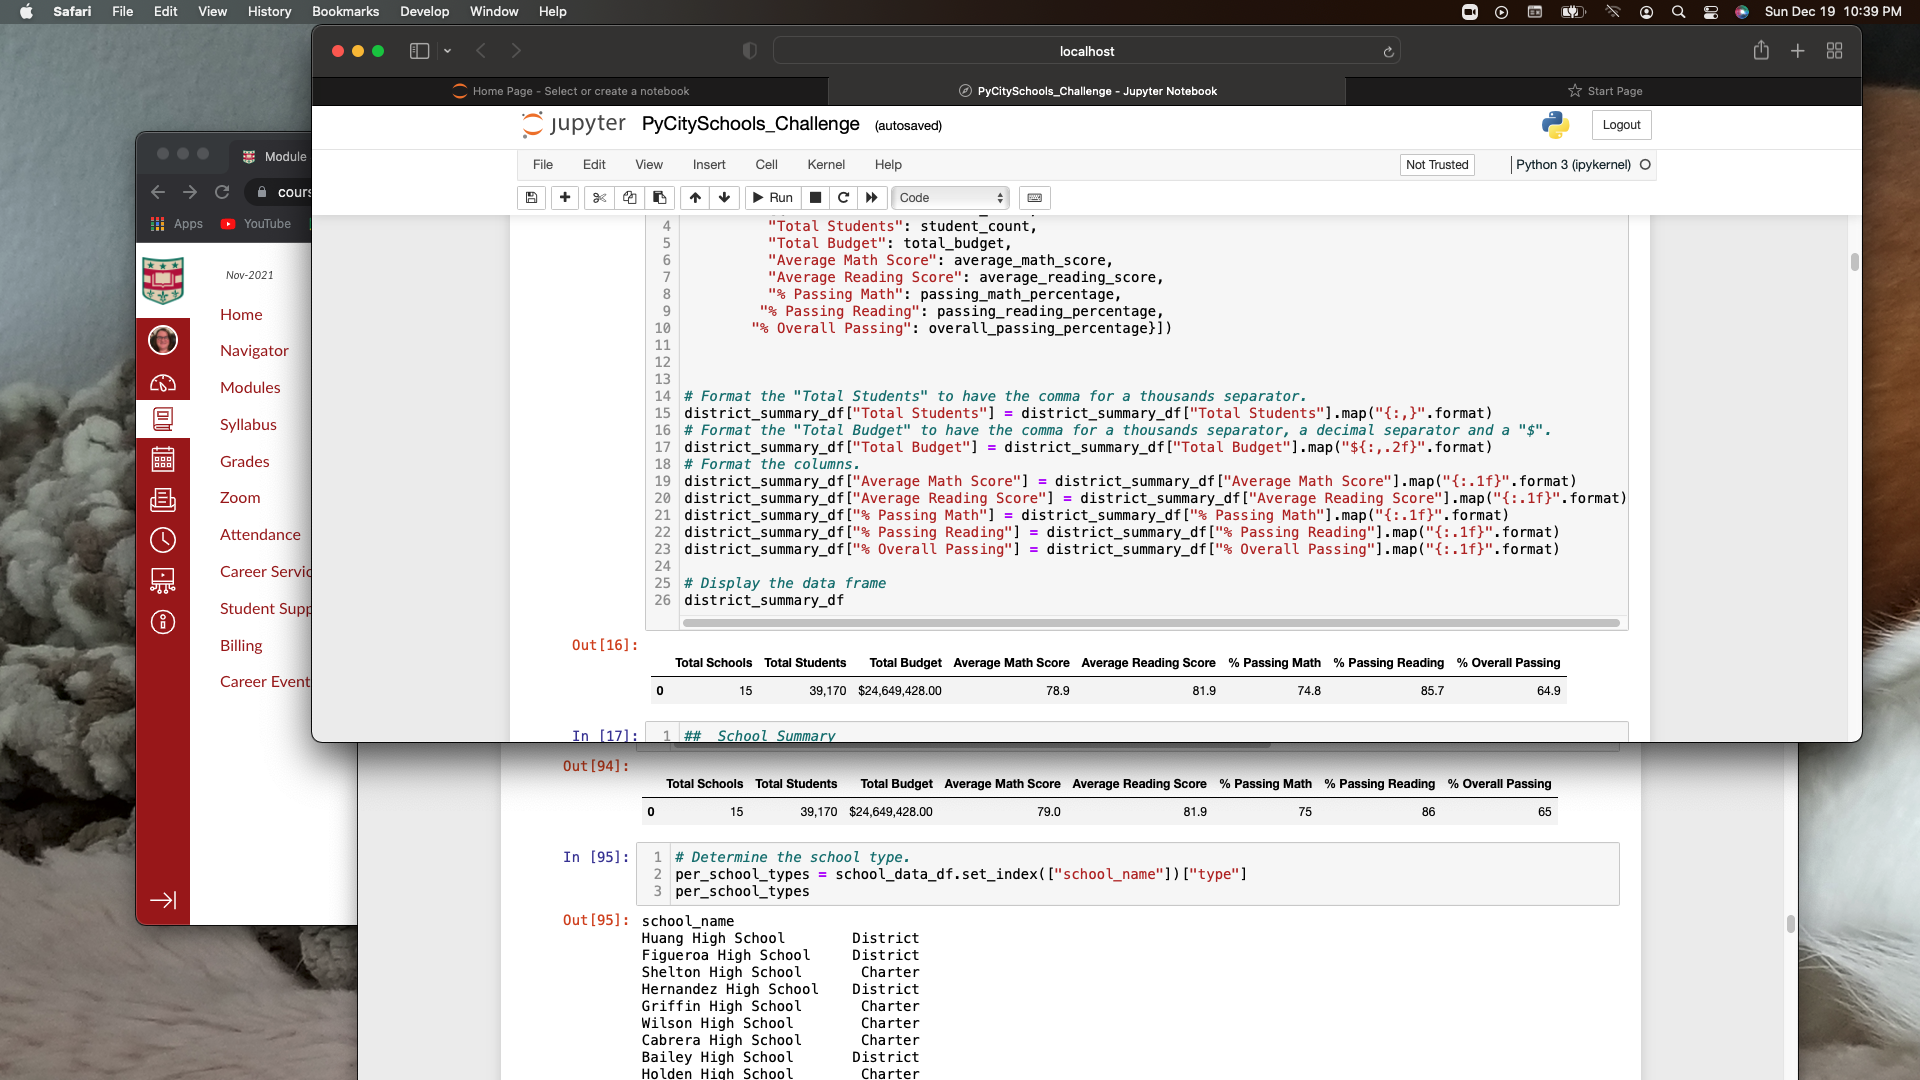 Safari File Edit View History Bookmarks Develop Window Help Sun Dec 19 10:39 PM
localhost
Home Page - Select or create a notebook PyCitySchools_Challenge - Jupyter Notebook Start Page
jupyter PyCitySchools_Challenge (autosaved) Logout
File Edit View Insert Cell Kernel Help Not Trusted Python 3 (ipykernel)
Run Code
4 "Total Students": student_count,
5 "Total Budget": total_budget,
6 "Average Math Score": average_math_score,
7 "Average Reading Score": average_reading_score,
8 "% Passing Math": passing_math_percentage,
9 "% Passing Reading": passing_reading_percentage,
10 "% Overall Passing": overall_passing_percentage}])
11
12
13
14 # Format the "Total Students" to have the comma for a thousands separator.
15 district_summary_df["Total Students"] = district_summary_df["Total Students"].map("{:,}".format)
16 # Format the "Total Budget" to have the comma for a thousands separator, a decimal separator and a "$".
17 district_summary_df["Total Budget"] = district_summary_df["Total Budget"].map("${:,.2f}".format)
18 # Format the columns.
19 district_summary_df["Average Math Score"] = district_summary_df["Average Math Score"].map("{:.1f}".format)
20 district_summary_df["Average Reading Score"] = district_summary_df["Average Reading Score"].map("{:.1f}".format)
21 district_summary_df["% Passing Math"] = district_summary_df["% Passing Math"].map("{:.1f}".format)
22 district_summary_df["% Passing Reading"] = district_summary_df["% Passing Reading"].map("{:.1f}".format)
23 district_summary_df["% Overall Passing"] = district_summary_df["% Overall Passing"].map("{:.1f}".format)
24
25 # Display the data frame
26 district_summary_df
Out[16]:
Total Schools Total Students Total Budget Average Math Score Average Reading Score % Passing Math % Passing Reading % Overall Passing
0 15 39,170 $24,649,428.00 78.9 81.9 74.8 85.7 64.9
In [17]: 1 ## School Summary
Module
cours
Apps YouTube
Nov-2021
Home
Navigator
Modules
Syllabus
Grades
Zoom
Attendance
Career Servic
Student Supp
Billing
Career Event
Out[94]:
Total Schools Total Students Total Budget Average Math Score Average Reading Score % Passing Math % Passing Reading % Overall Passing
0 15 39,170 $24,649,428.00 79.0 81.9 75 86 65
In [95]: 1 # Determine the school type.
2 per_school_types = school_data_df.set_index(["school_name"])["type"]
3 per_school_types
Out[95]: school_name
Huang High School District
Figueroa High School District
Shelton High School Charter
Hernandez High School District
Griffin High School Charter
Wilson High School Charter
Cabrera High School Charter
Bailey High School District
Holden High School Charter